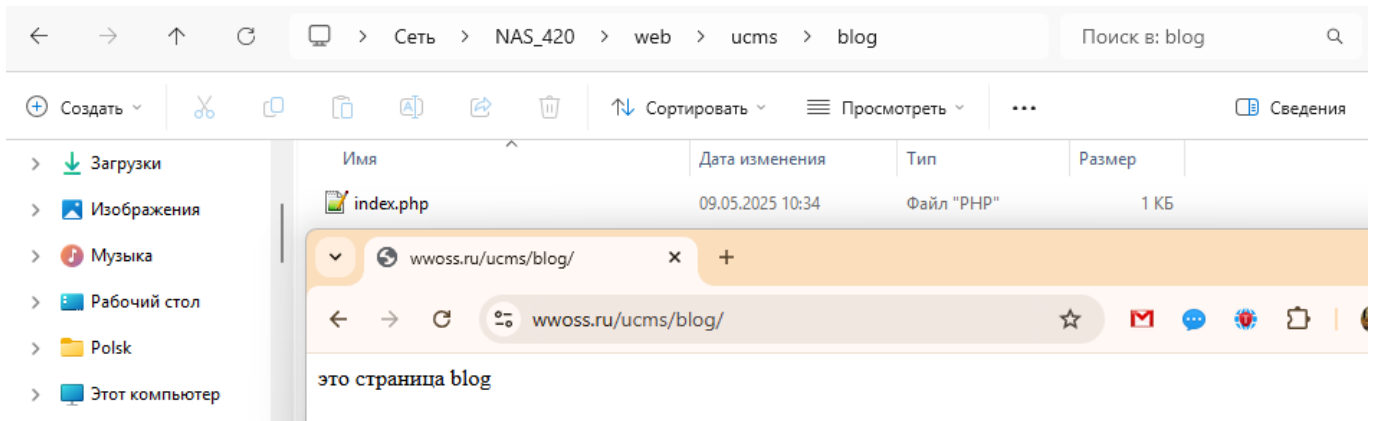 Сеть > NAS_420 > web > ucms > blog Поиск в: blog
Создать Сортировать Просмотреть ... Сведения
Имя Дата изменения Тип Размер
Загрузки
index.php 09.05.2025 10:34 Файл "PHP" 1 КБ
Изображения
Музыка
wwoss.ru/ucms/blog/
Рабочий стол
wwoss.ru/ucms/blog/
Polsk
это страница blog
Этот компьютер